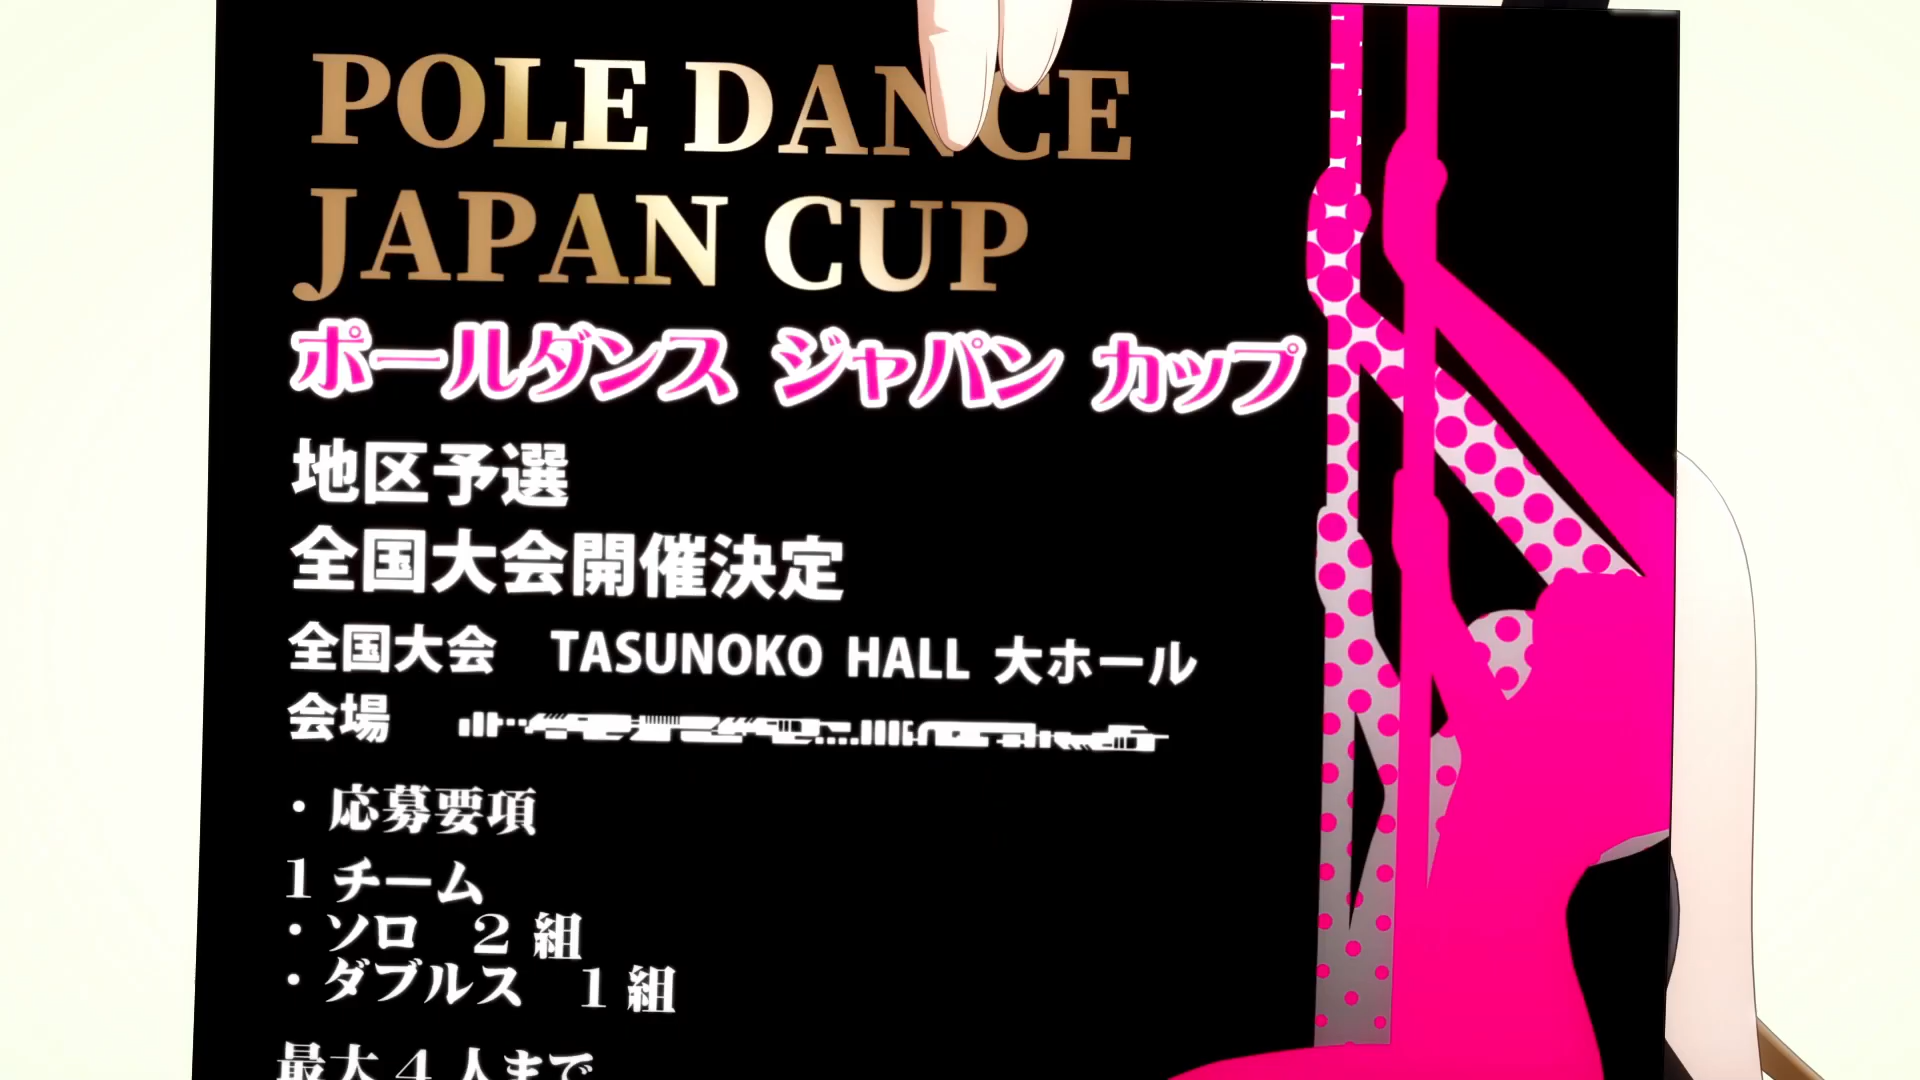 POLE DANCE
JAPAN CUP
ポールダンス ジャパン カップ
地区予選
全国大会開催決定
全国大会 TASUNOKO HALL 大ホール
会場
・応募要項
1 チーム
・ソロ 2 組
・ダブルス 1 組
最大 4 人まで